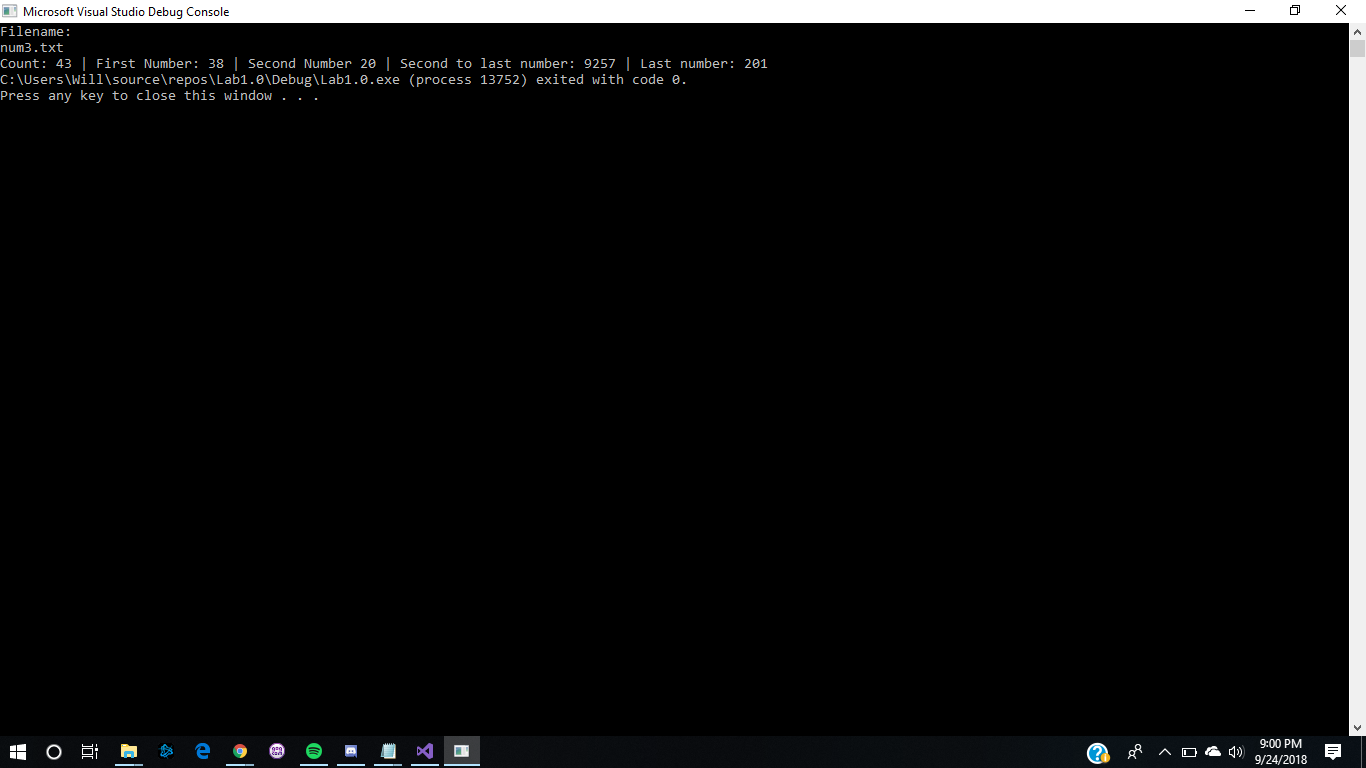 Microsoft Visual Studio Debug Console
Filename:
num3.txt
Count: 43 | First Number: 38 | Second Number 20 | Second to last number: 9257 | Last number: 201
C:\Users\Will\source\repos\Lab1.0\Debug\Lab1.0.exe (process 13752) exited with code 0.
Press any key to close this window . . .
9:00 PM
9/24/2018